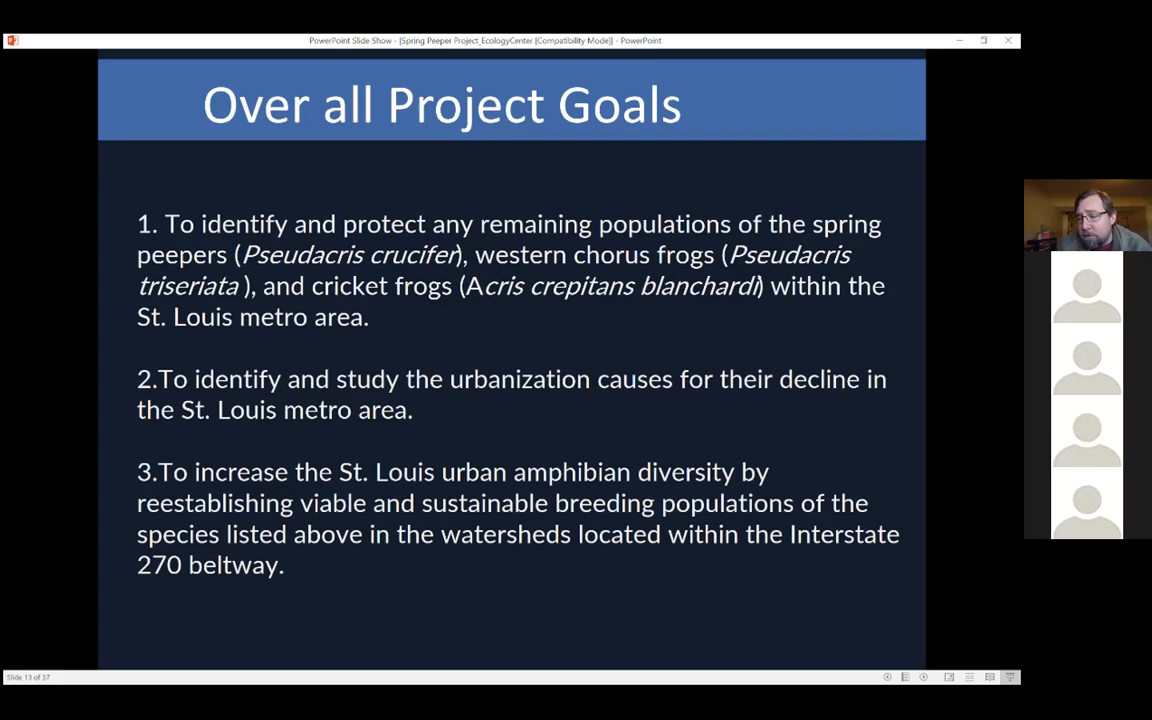 PowerPoint Slide Show - [Spring Peeper Project_EcologyCenter [Compatibility Mode]] - PowerPoint
Over all Project Goals
1. To identify and protect any remaining populations of the spring
peepers (Pseudacris crucifer), western chorus frogs (Pseudacris
triseriata ), and cricket frogs (Acris crepitans blanchardi) within the
St. Louis metro area.
2.To identify and study the urbanization causes for their decline in
the St. Louis metro area.
3.To increase the St. Louis urban amphibian diversity by
reestablishing viable and sustainable breeding populations of the
species listed above in the watersheds located within the Interstate
270 beltway.
Slide 13 of 37